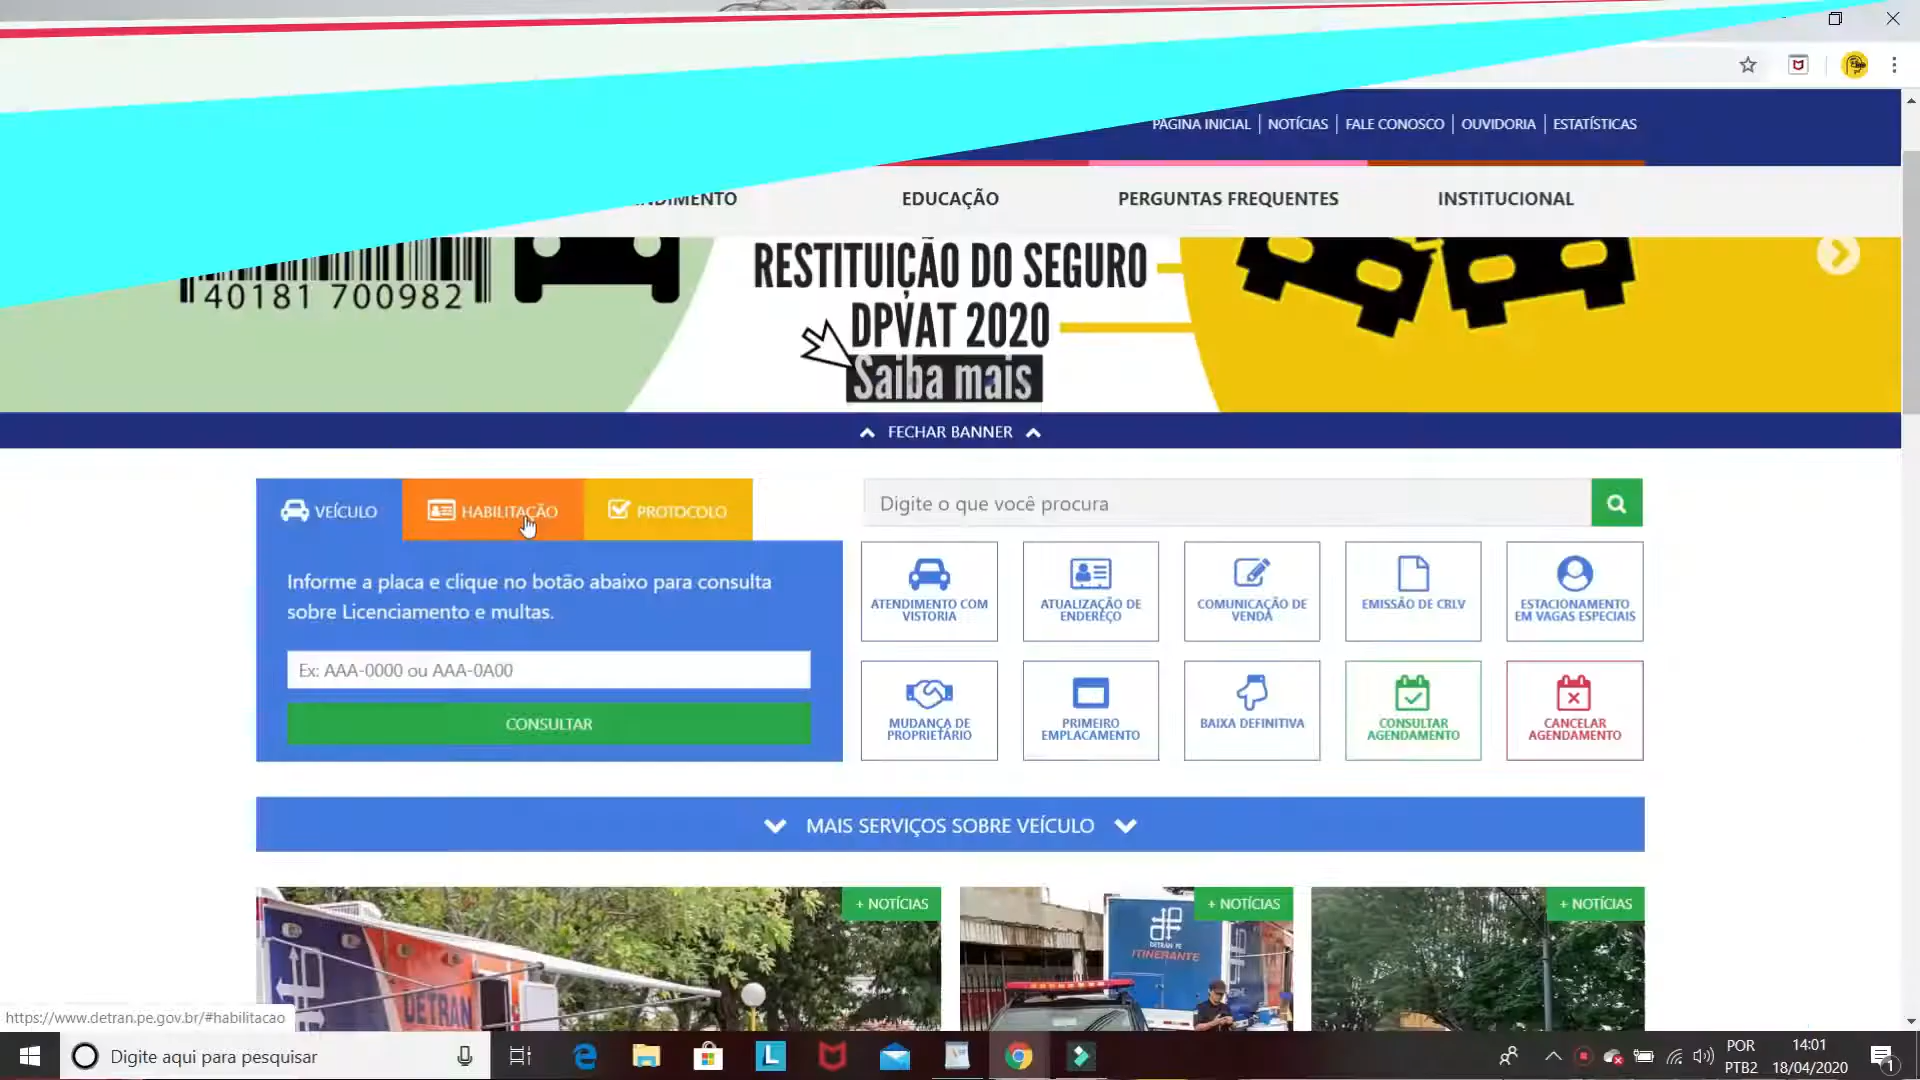 PÁGINA INICIAL | NOTÍCIAS | FALE CONOSCO | OUVIDORIA | ESTATÍSTICAS
EDUCAÇÃO
PERGUNTAS FREQUENTES
INSTITUCIONAL
40181 700982
RESTITUIÇÃO DO SEGURO
DPVAT 2020
Saiba mais
FECHAR BANNER
VEÍCULO
HABILITAÇÃO
PROTOCOLO
Informe a placa e clique no botão abaixo para consulta
sobre Licenciamento e multas.
Ex: AAA-0000 ou AAA-0A00
CONSULTAR
Digite o que você procura
ATENDIMENTO COM
VISTORIA
ATUALIZAÇÃO DE
ENDEREÇO
COMUNICAÇÃO DE
VENDA
EMISSÃO DE CRLV
ESTACIONAMENTO
EM VAGAS ESPECIAIS
MUDANÇA DE
PROPRIETÁRIO
PRIMEIRO
EMPLACAMENTO
BAIXA DEFINITIVA
CONSULTAR
AGENDAMENTO
CANCELAR
AGENDAMENTO
MAIS SERVIÇOS SOBRE VEÍCULO
+ NOTÍCIAS
+ NOTÍCIAS
+ NOTÍCIAS
DETRAN
DETRAN PE
ITINERANTE
https://www.detran.pe.gov.br/#habilitacao
Digite aqui para pesquisar
L
POR
PTB2
14:01
18/04/2020
1